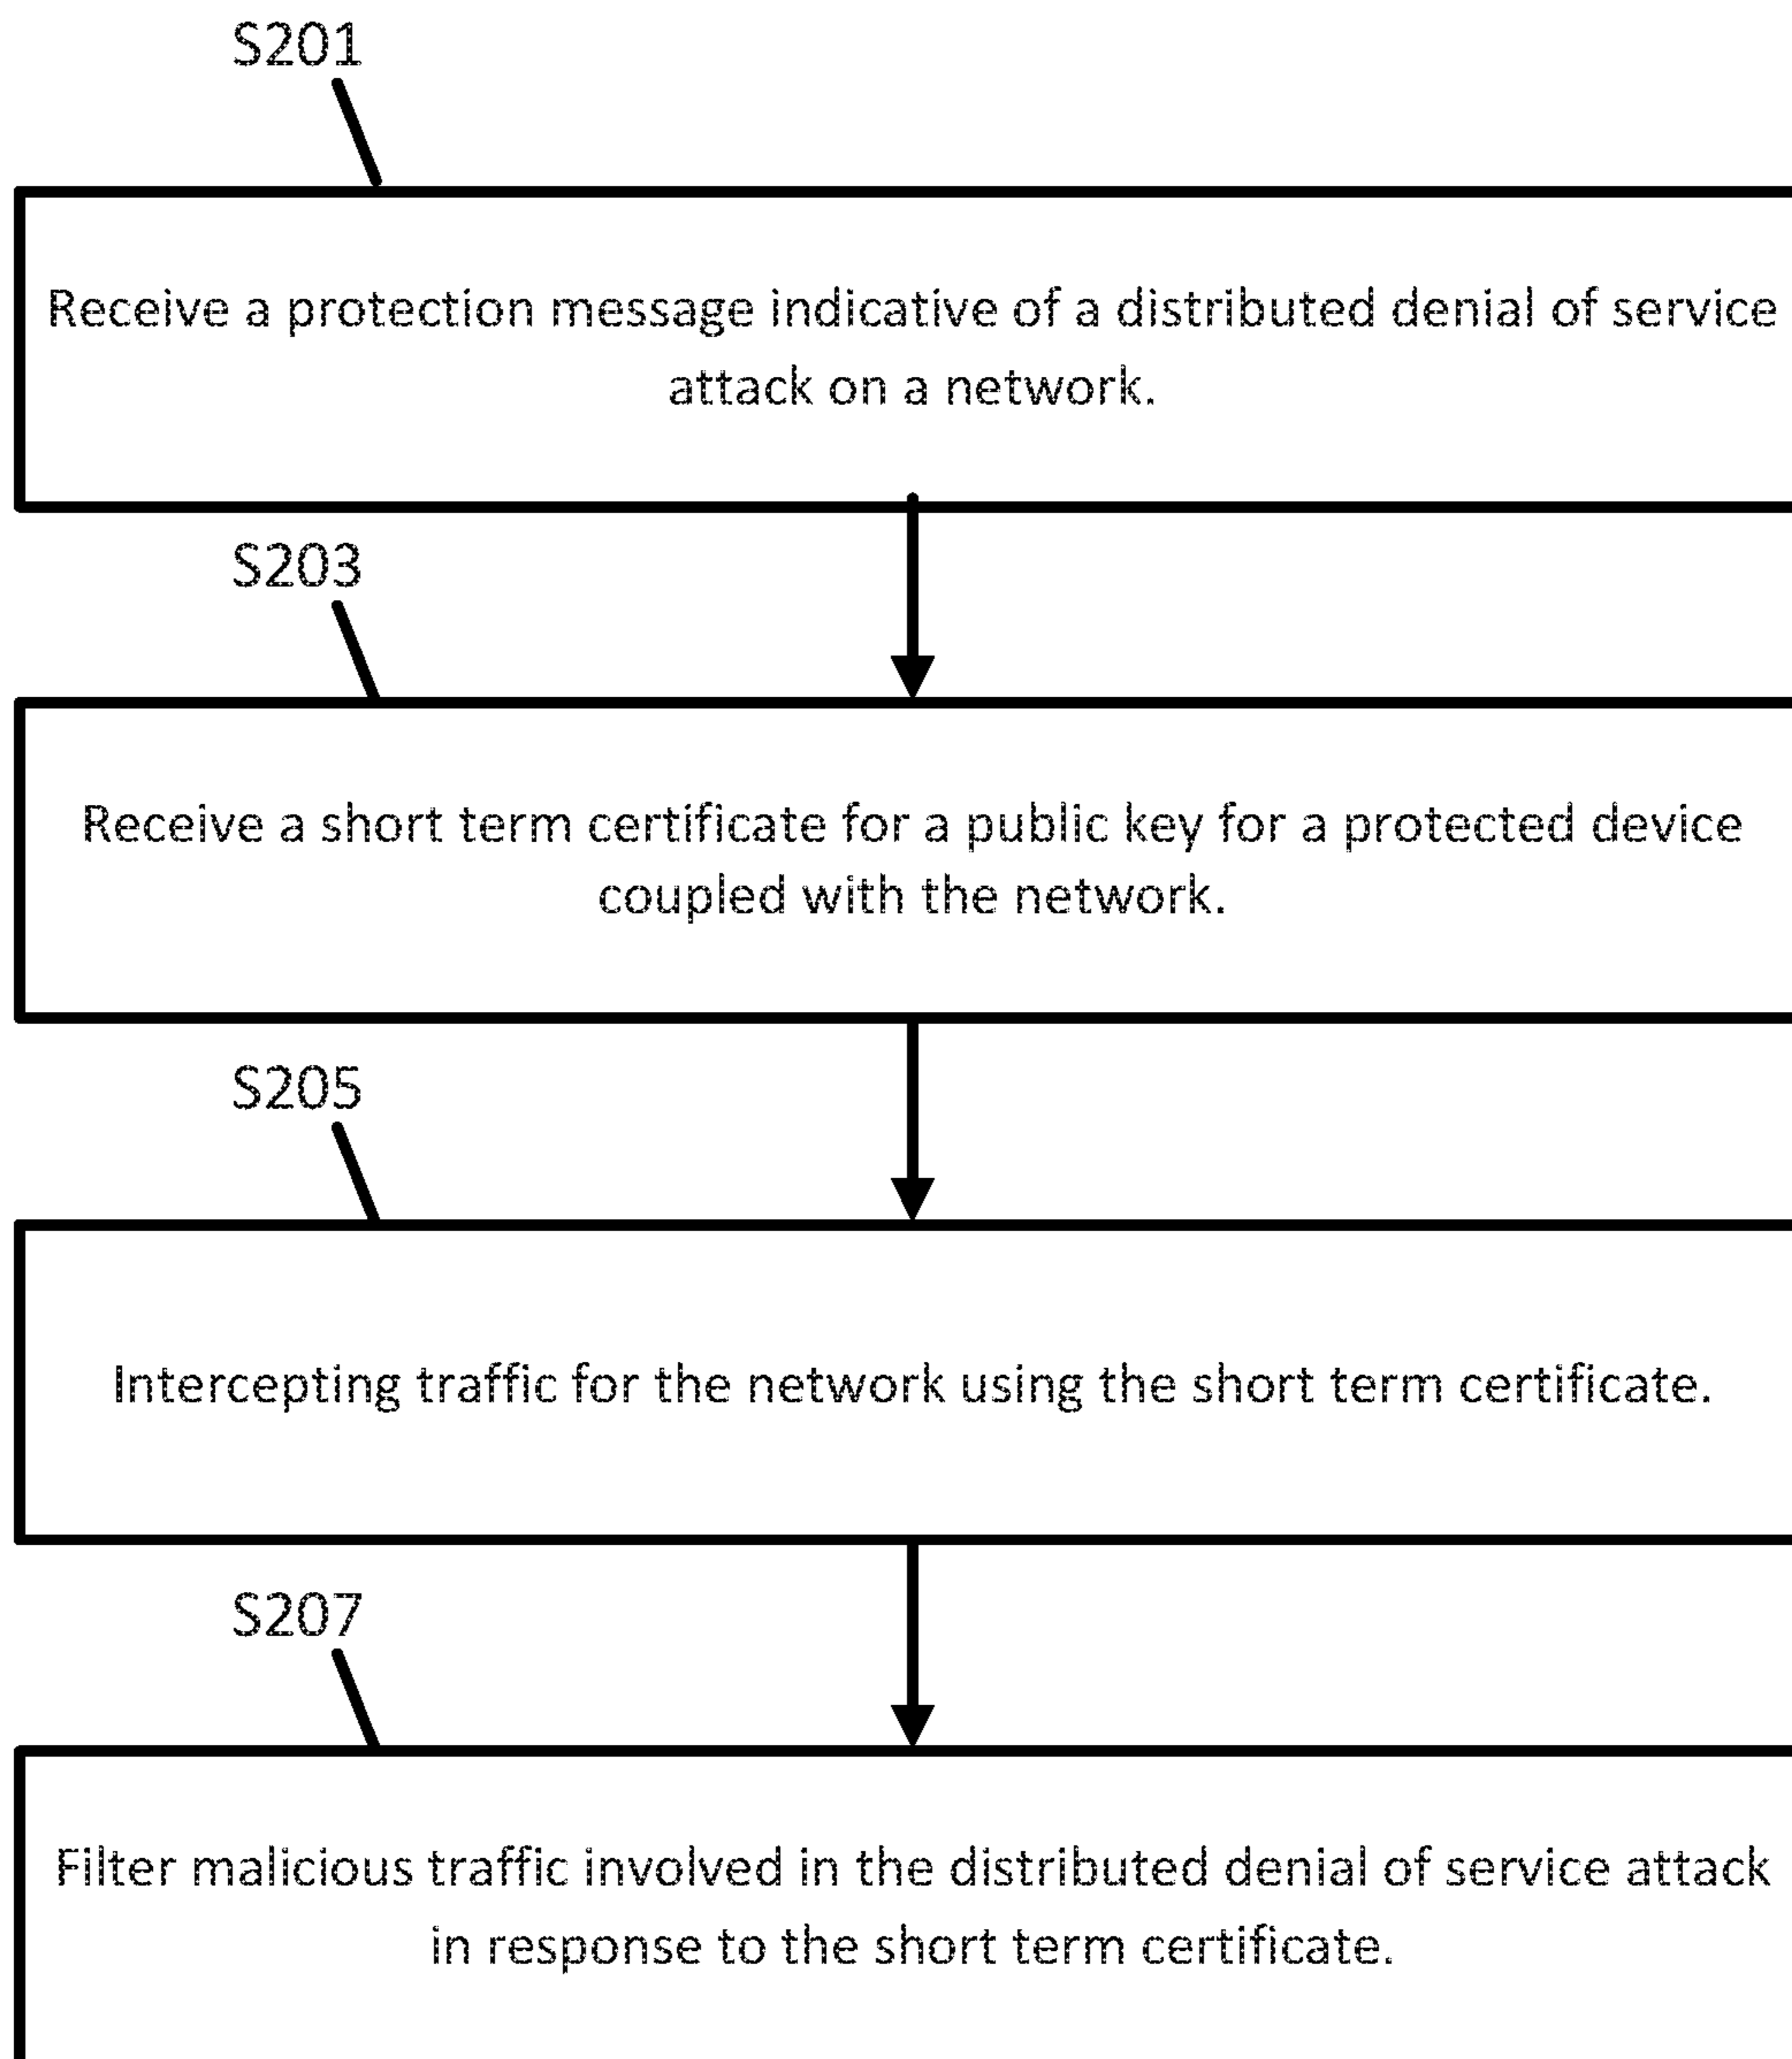 S201
Receive a protection message indicative of a distributed denial of service
attack on a network.
S203
Receive a short term certificate for a public key for a protected device
coupled with the network.
S205
Intercepting traffic for the network using the short term certificate.
S207
Filter malicious traffic involved in the distributed denial of service attack
in response to the short term certificate.